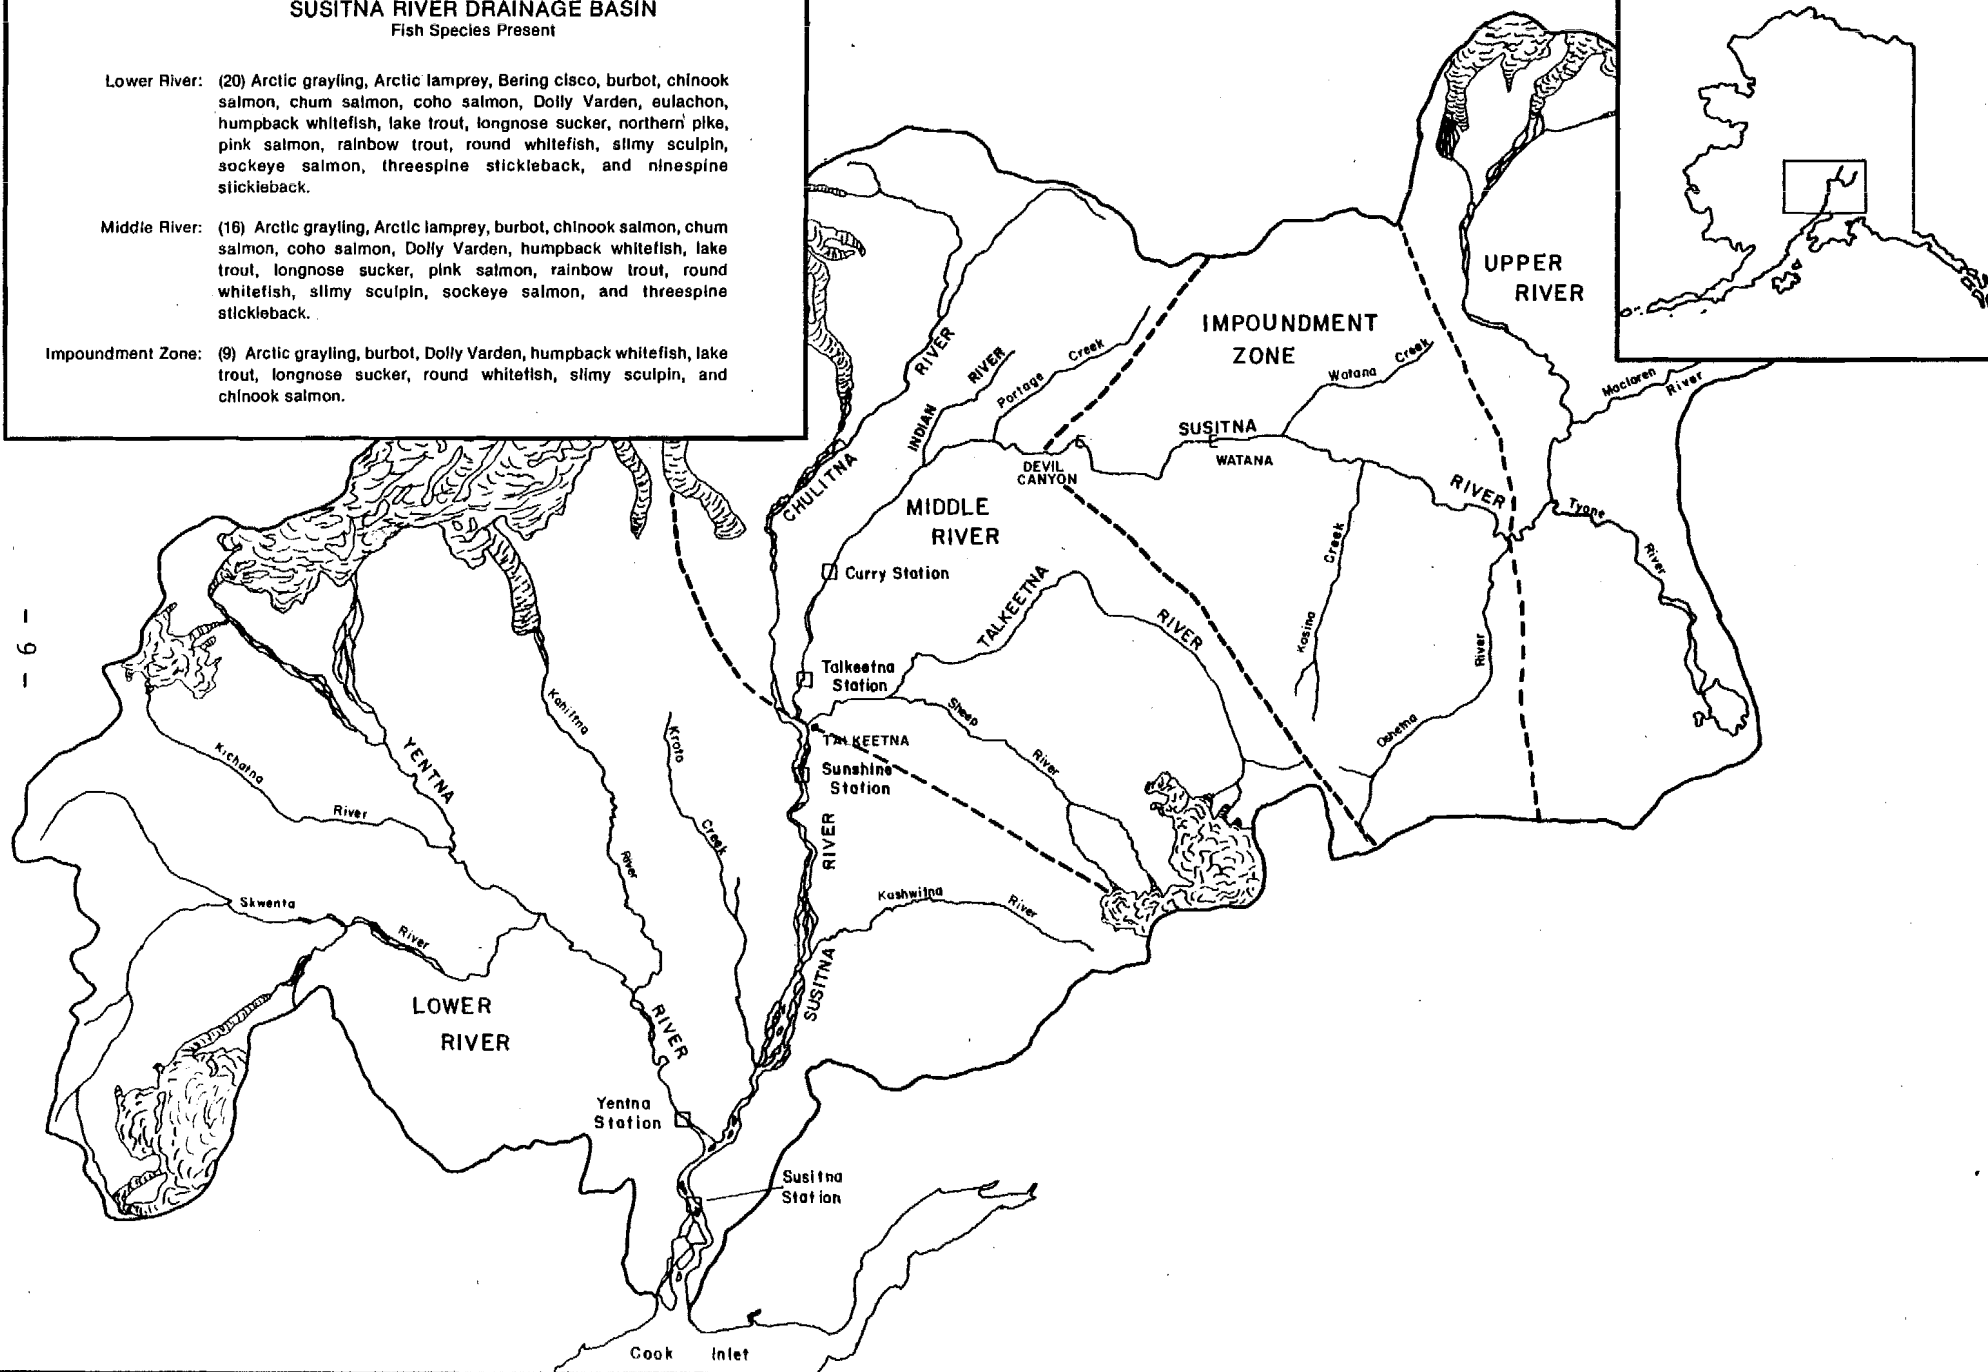 SUSITNA RIVER DRAINAGE BASIN
Fish Species Present
Lower River: (20) Arctic grayling, Arctic lamprey, Bering cisco, burbot, chinook
salmon, chum salmon, coho salmon, Dolly Varden, eulachon,
humpback whitefish, lake trout, longnose sucker, northern pike,
pink salmon, rainbow trout, round whitefish, slimy sculpin,
sockeye salmon, threespine stickleback, and ninespine
stickleback.
Middle River: (16) Arctic grayling, Arctic lamprey, burbot, chinook salmon, chum
salmon, coho salmon, Dolly Varden, humpback whitefish, lake
trout, longnose sucker, pink salmon, rainbow trout, round
whitefish, slimy sculpin, sockeye salmon, and threespine
stickleback.
Impoundment Zone: (9) Arctic grayling, burbot, Dolly Varden, humpback whitefish, lake
trout, longnose sucker, round whitefish, slimy sculpin, and
chinook salmon.
UPPER
RIVER
IMPOUNDMENT
ZONE
CHULITNA RIVER
INDIAN RIVER
Portage Creek
Watana Creek
Maclaren River
SUSITNA RIVER
WATANA
DEVIL
CANYON
MIDDLE
RIVER
Tyone River
Kosina Creek
Oshetna River
Curry Station
TALKEETNA RIVER
Talkeetna
Station
TALKEETNA
Sheep River
Sunshine
Station
Kahiltna River
Kroto Creek
YENTNA RIVER
Kichatna River
Skwenta River
Kashwitna River
SUSITNA RIVER
LOWER
RIVER
Yentna
Station
Susitna
Station
Cook Inlet
- 9 -